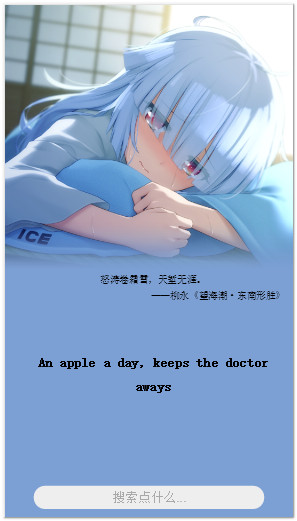 ICE
怒涛卷霜雪，天堑无涯。
——柳永《望海潮·东南形胜》
An apple a day, keeps the doctor
aways
搜索点什么...